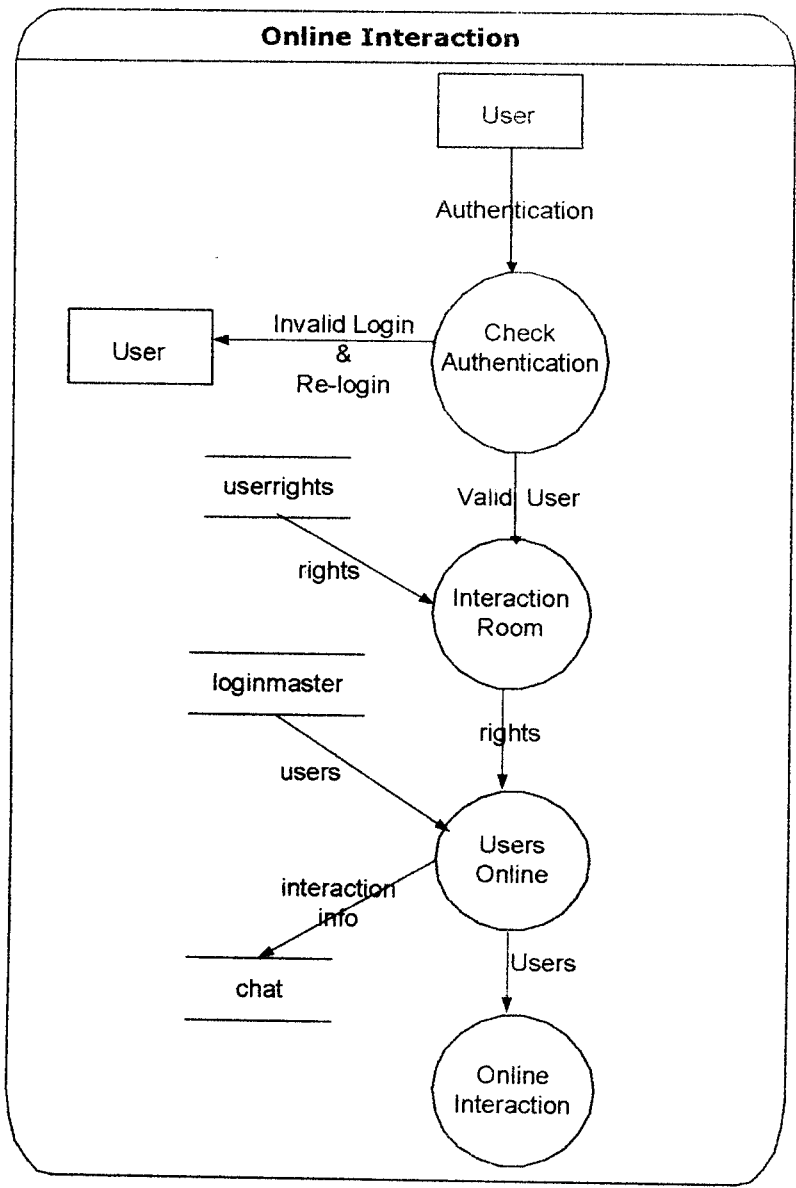 Online Interaction
User
Authentication
Check
Authentication
Invalid Login
&
Re-login
User
Valid User
userrights
rights
Interaction
Room
loginmaster
rights
users
Users
Online
interaction
info
Users
chat
Online
Interaction